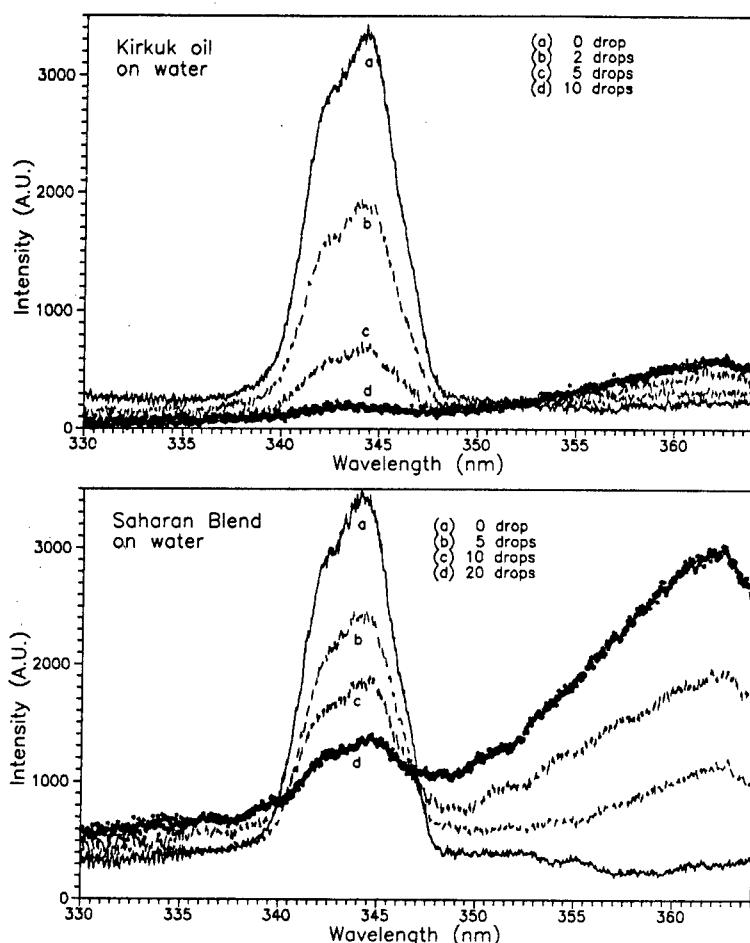 Kirkuk oil
on water
(a) 0 drop
(b) 2 drops
(c) 5 drops
(d) 10 drops
a
b
c
d
Intensity (A.U.)
3000
2000
1000
0
330 335 340 345 350 355 360
Wavelength (nm)
Saharan Blend
on water
(a) 0 drop
(b) 5 drops
(c) 10 drops
(d) 20 drops
a
b
c
d
Intensity (A.U.)
3000
2000
1000
0
330 335 340 345 350 355 360
Wavelength (nm)